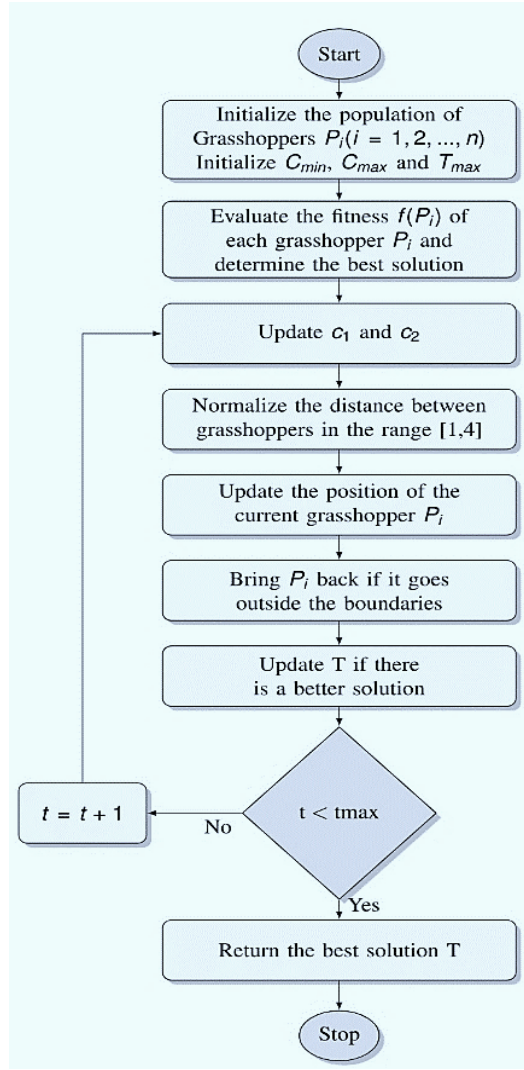 Start
Initialize the population of
Grasshoppers Pᵢ(i = 1, 2, ..., n)
Initialize Cₘᵢₙ, Cₘₐₓ and Tₘₐₓ
Evaluate the fitness f(Pᵢ) of
each grasshopper Pᵢ and
determine the best solution
Update c₁ and c₂
Normalize the distance between
grasshoppers in the range [1,4]
Update the position of the
current grasshopper Pᵢ
Bring Pᵢ back if it goes
outside the boundaries
Update T if there
is a better solution
t < tmax
No
t = t + 1
Yes
Return the best solution T
Stop